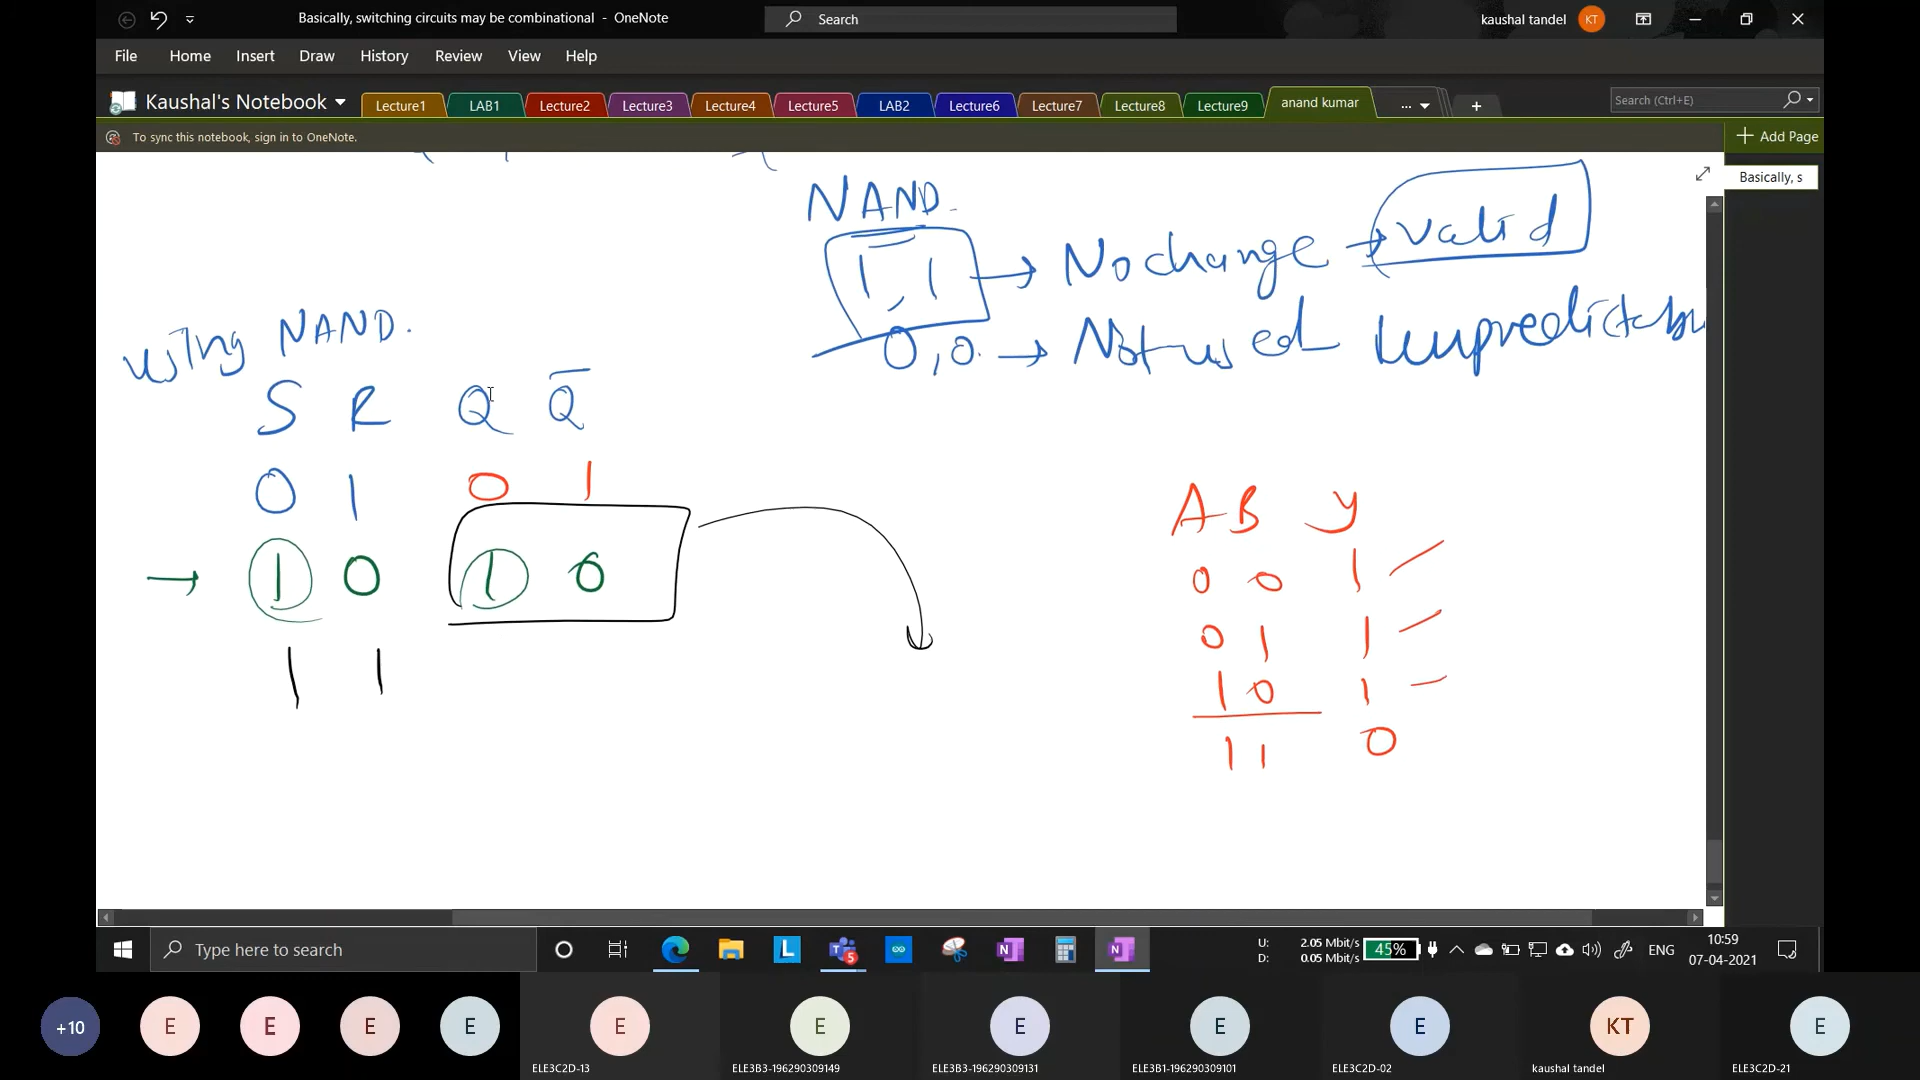 Basically, switching circuits may be combinational - OneNote
Search
kaushal tandel
KT
File Home Insert Draw History Review View Help
Kaushal's Notebook
Lecture1 LAB1 Lecture2 Lecture3 Lecture4 Lecture5 LAB2 Lecture6 Lecture7 Lecture8 Lecture9 anand kumar ... +
Search (Ctrl+E)
To sync this notebook, sign in to OneNote.
+ Add Page
Basically, s
NAND.
1, 1 → No change → valid
0,0. → Not used
using NAND.
S R Q Q̅
0 1 0 1
→ 1 0 1 0
1 1
A B Y
0 0 1
0 1 1
1 0 1
1 1 0
Type here to search
L
5
U: 2.05 Mbit/s
D: 0.05 Mbit/s
45%
ENG
10:59
07-04-2021
+10
E E E E E E E E E KT E
ELE3C2D-13
ELE3B3-196290309149
ELE3B3-196290309131
ELE3B1-196290309101
ELE3C2D-02
kaushal tandel
ELE3C2D-21